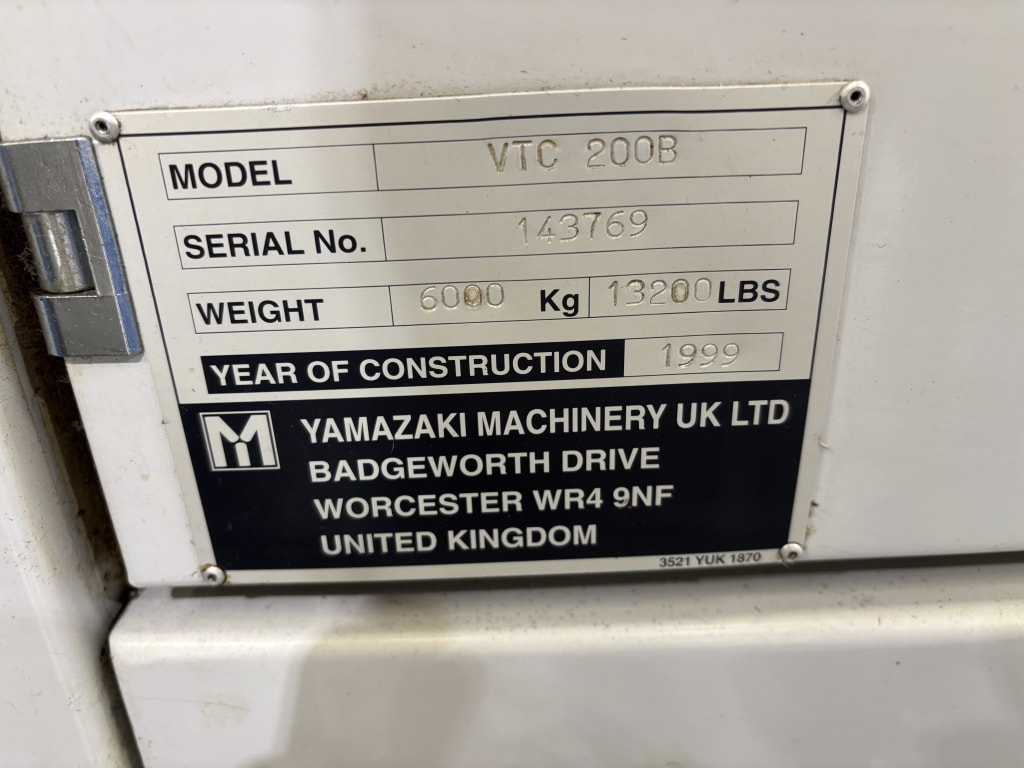 MODEL VTC 200B
SERIAL No. 143769
WEIGHT 6000 Kg 13200 LBS
YEAR OF CONSTRUCTION 1999
YAMAZAKI MACHINERY UK LTD
BADGEWORTH DRIVE
WORCESTER WR4 9NF
UNITED KINGDOM
3521 YUK 1870